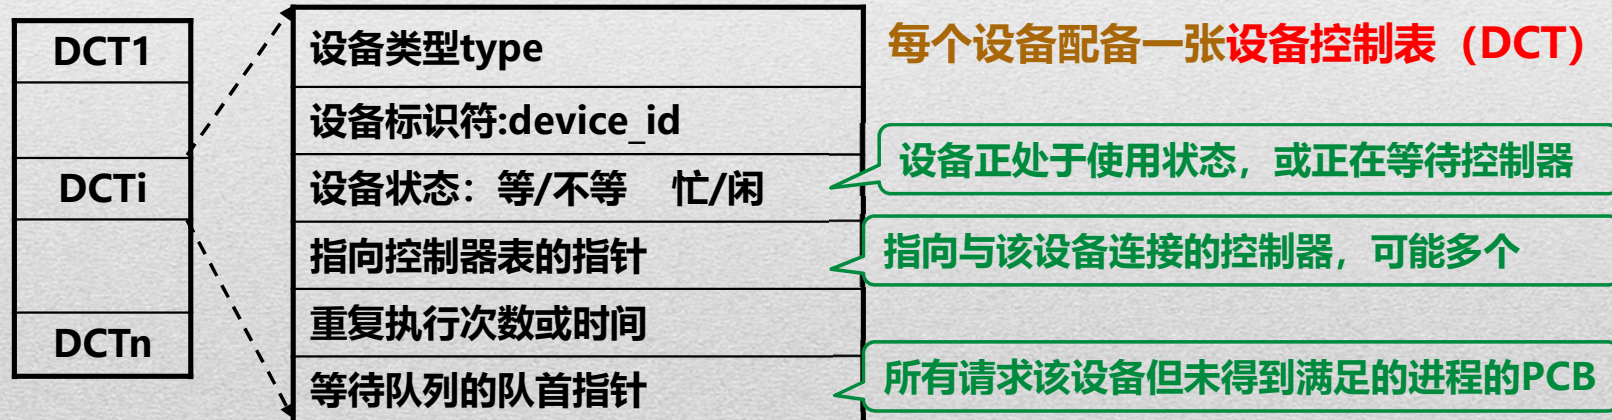 DCT1
DCTi
DCTn
设备类型type
设备标识符:device_id
设备状态：等/不等 忙/闲
指向控制器表的指针
重复执行次数或时间
等待队列的队首指针
每个设备配备一张设备控制表（DCT）
设备正处于使用状态，或正在等待控制器
指向与该设备连接的控制器，可能多个
所有请求该设备但未得到满足的进程的PCB